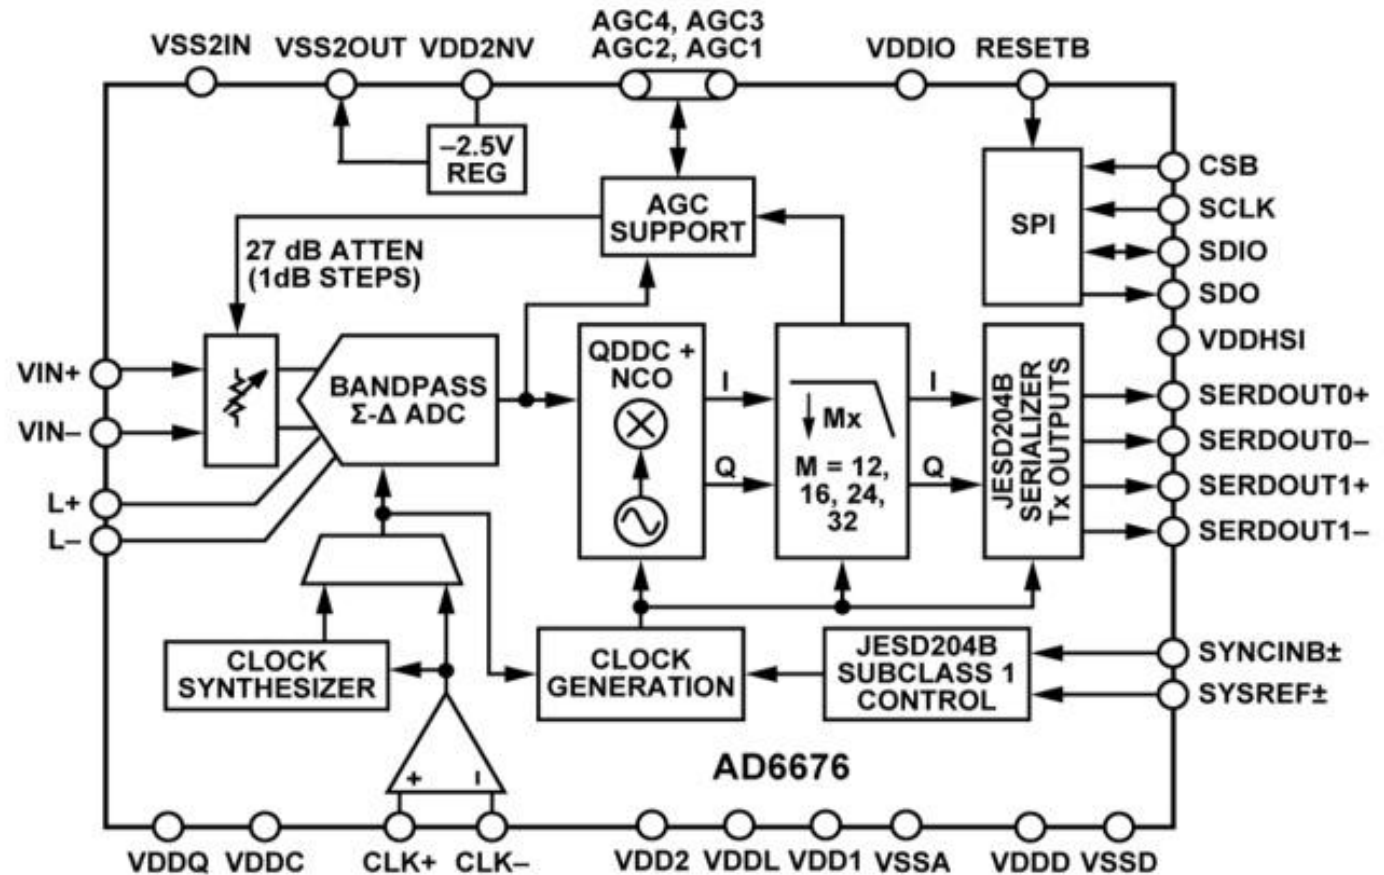 AGC4, AGC3
AGC2, AGC1
VSS2IN
VSS2OUT
VDD2NV
VDDIO
RESETB
–2.5V
REG
AGC
SUPPORT
SPI
CSB
SCLK
SDIO
SDO
27 dB ATTEN
(1dB STEPS)
VIN+
VIN–
L+
L–
BANDPASS
Σ-Δ ADC
QDDC +
NCO
I
Q
Mx
M = 12,
16, 24,
32
I
Q
JESD204B
SERIALIZER
Tx OUTPUTS
VDDHSI
SERDOUT0+
SERDOUT0–
SERDOUT1+
SERDOUT1–
CLOCK
SYNTHESIZER
CLOCK
GENERATION
JESD204B
SUBCLASS 1
CONTROL
SYNCINB±
SYSREF±
+
–
AD6676
VDDQ
VDDC
CLK+
CLK–
VDD2
VDDL
VDD1
VSSA
VDDD
VSSD